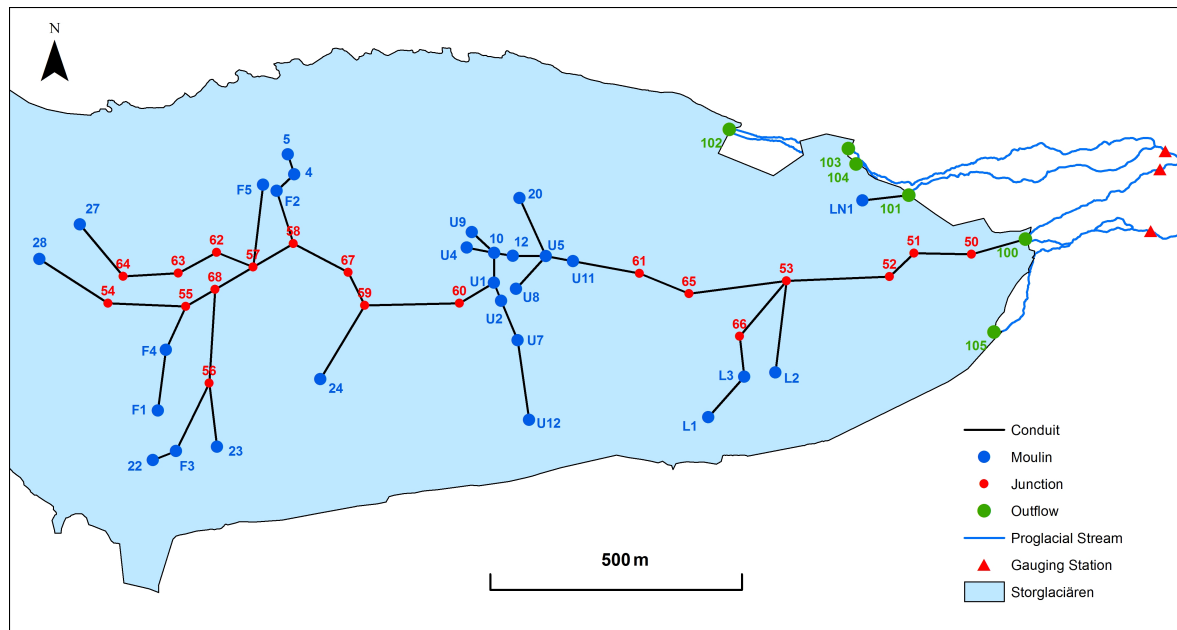 N
102
103
104
5
4
F5
F2
20
LN1
101
27
U9
28
58
62
10
12
U5
51
50
100
U4
57
64
63
67
61
53
52
U1
U11
68
65
54
55
59
60
U8
U2
66
U7
105
F4
56
24
L3
L2
F1
U12
L1
23
22
F3
Conduit
Moulin
Junction
Outflow
Proglacial Stream
Gauging Station
Storglaciären
500 m